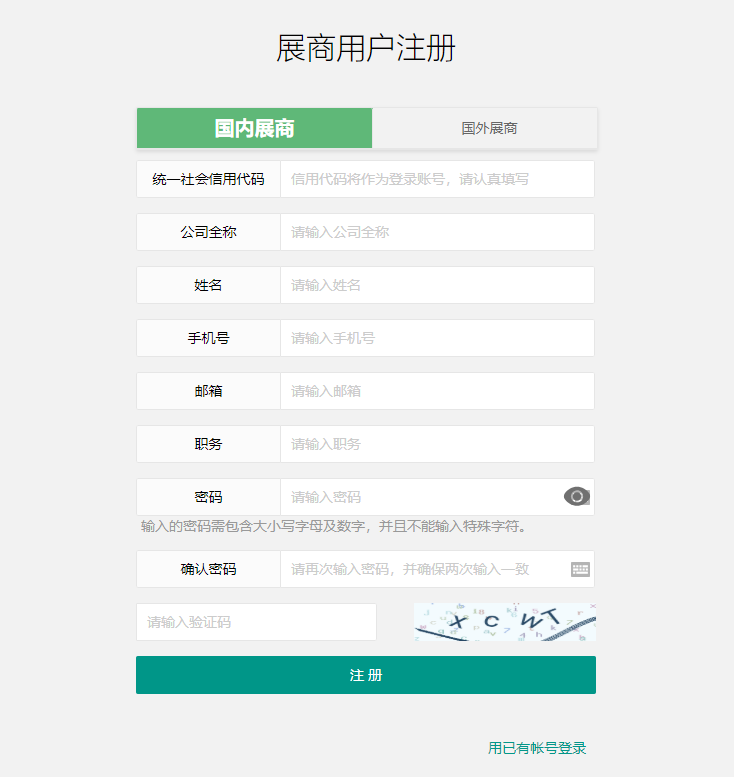 展商用户注册
国内展商 国外展商
统一社会信用代码 信用代码将作为登录账号，请认真填写
公司全称 请输入公司全称
姓名 请输入姓名
手机号 请输入手机号
邮箱 请输入邮箱
职务 请输入职务
密码 请输入密码
输入的密码需包含大小写字母及数字，并且不能输入特殊字符。
确认密码 请再次输入密码，并确保两次输入一致
请输入验证码 X C W T
注 册
用已有帐号登录